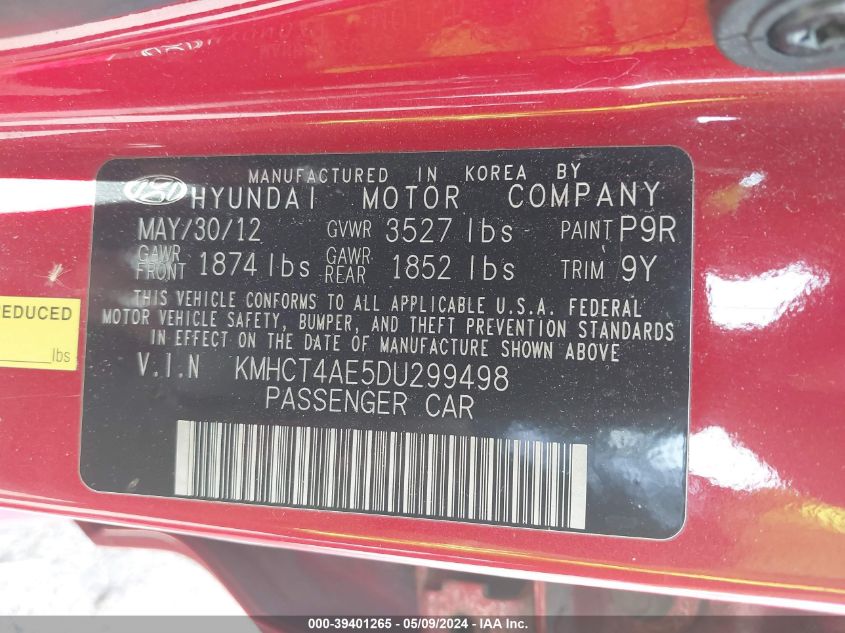 MANUFACTURED IN KOREA BY
HYUNDAI MOTOR COMPANY
MAY/30/12 GVWR 3527 lbs PAINT P9R
GAWR FRONT 1874 lbs GAWR REAR 1852 lbs TRIM 9Y
THIS VEHICLE CONFORMS TO ALL APPLICABLE U.S.A. FEDERAL
MOTOR VEHICLE SAFETY, BUMPER, AND THEFT PREVENTION STANDARDS
IN EFFECT ON THE DATE OF MANUFACTURE SHOWN ABOVE.
V.I.N KMHCT4AE5DU299498
PASSENGER CAR
REDUCED
lbs
000-39401265 - 05/09/2024 - IAA, Inc.